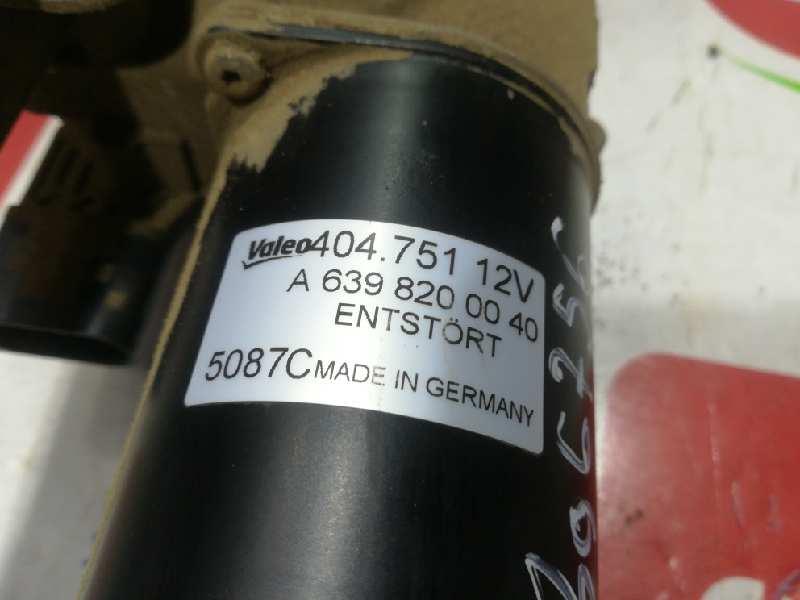 Valeo 404.751 12V
A 639 820 00 40
ENTSTÖRT
5087C MADE IN GERMANY